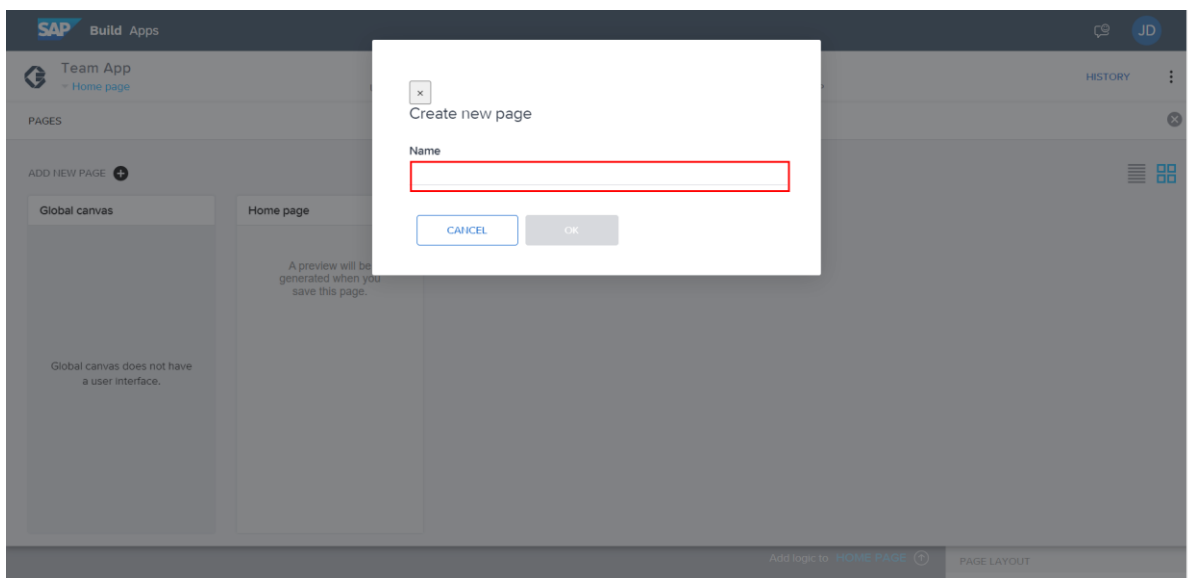 SAP Build Apps
JD
Team App
Home page
HISTORY
PAGES
ADD NEW PAGE
Global canvas
Home page
A preview will be
generated when you
save this page.
Global canvas does not have
a user interface.
×
Create new page
Name
CANCEL
OK
Add logic to HOME PAGE
PAGE LAYOUT